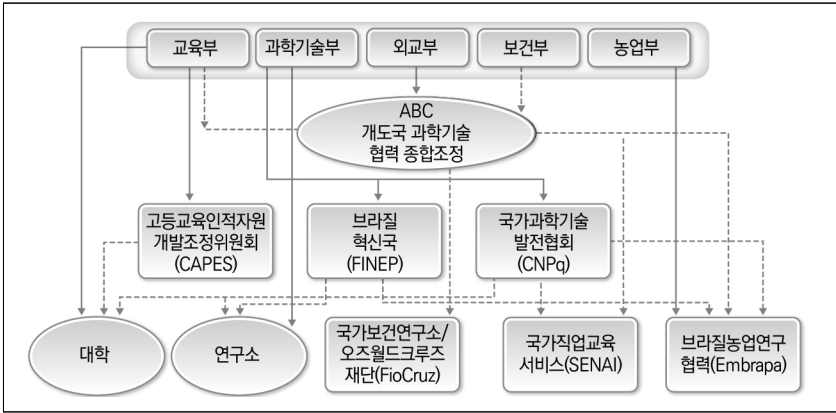 교육부
과학기술부
외교부
보건부
농업부
ABC
개도국 과학기술
협력 종합조정
고등교육인적자원
개발조정위원회
(CAPES)
브라질
혁신국
(FINEP)
국가과학기술
발전협회
(CNPq)
대학
연구소
국가보건연구소/
오즈월드크루즈
재단(FioCruz)
국가직업교육
서비스(SENAI)
브라질농업연구
협력(Embrapa)